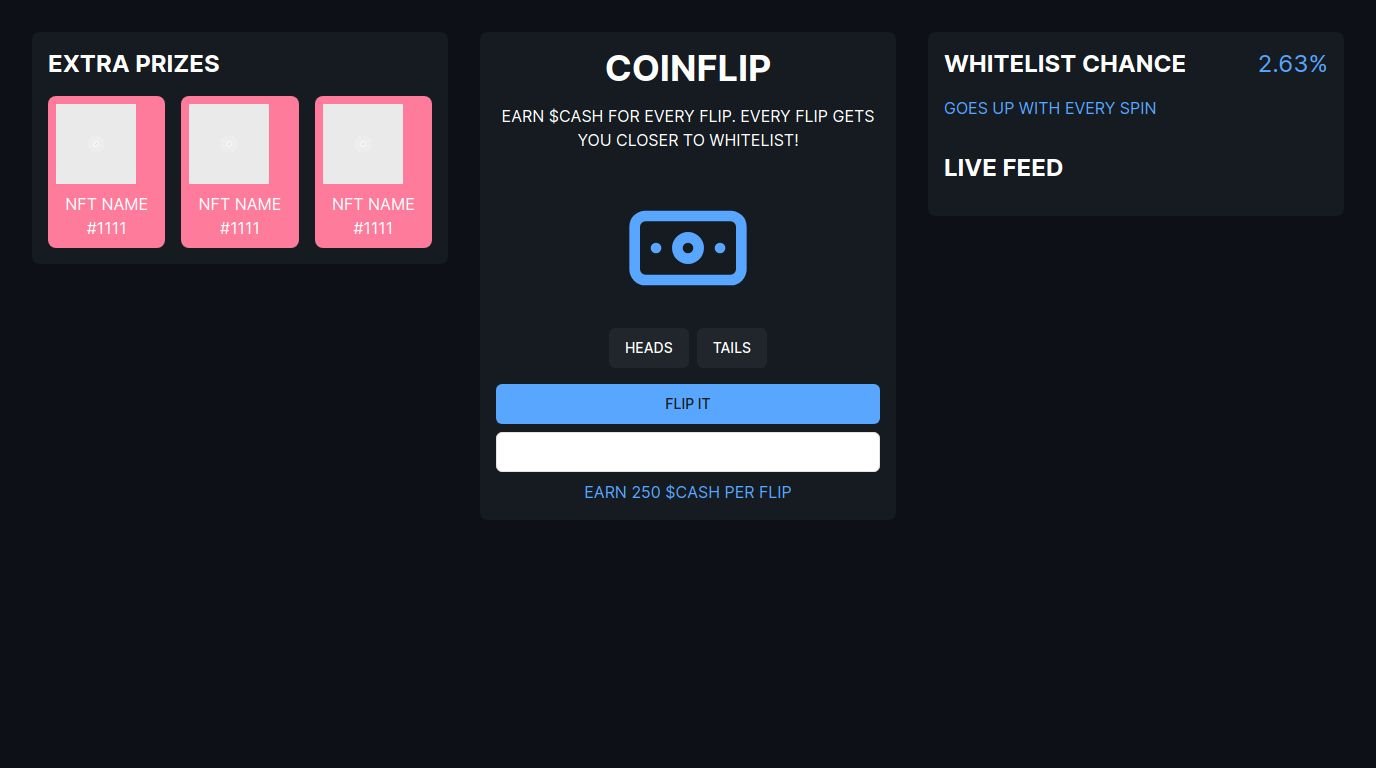 EXTRA PRIZES
NFT NAME
#1111
NFT NAME
#1111
NFT NAME
#1111
COINFLIP
EARN $CASH FOR EVERY FLIP. EVERY FLIP GETS
YOU CLOSER TO WHITELIST!
HEADS
TAILS
FLIP IT
EARN 250 $CASH PER FLIP
WHITELIST CHANCE
2.63%
GOES UP WITH EVERY SPIN
LIVE FEED